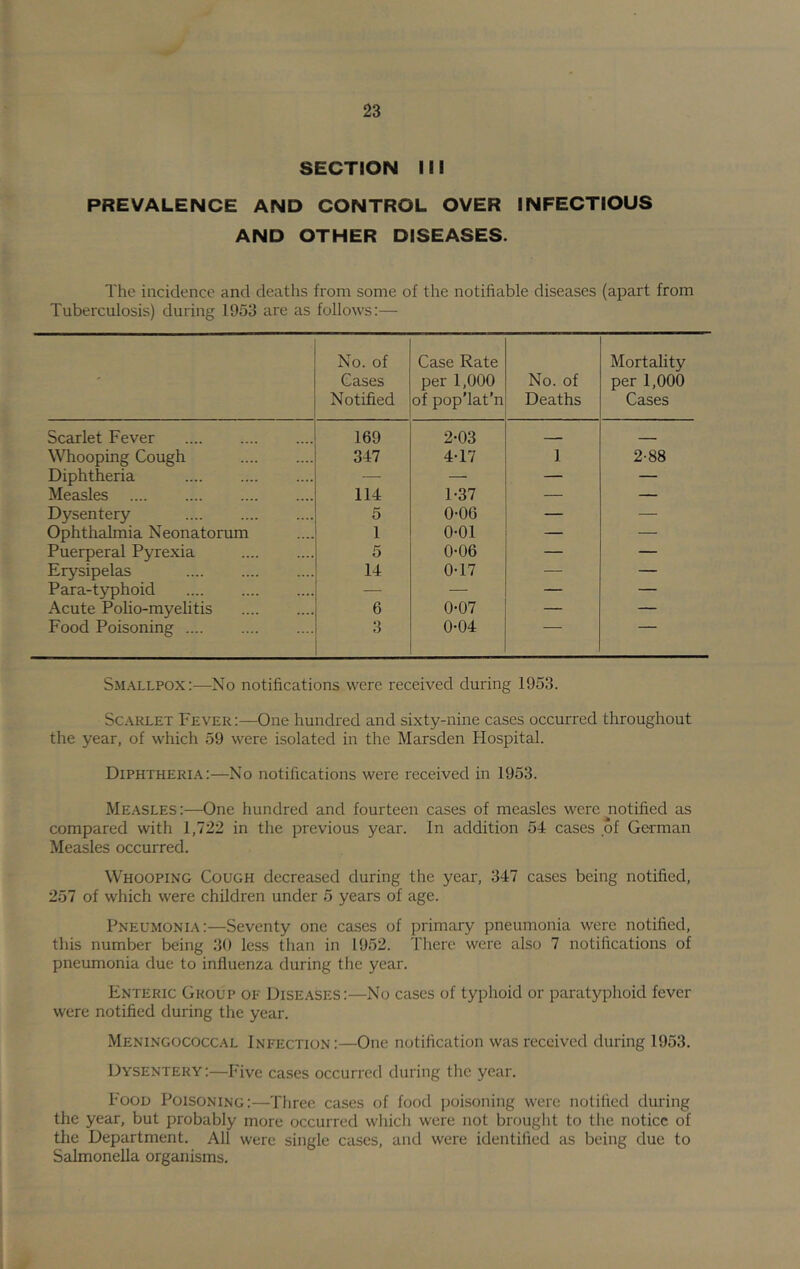 23
SECTION III
PREVALENCE AND CONTROL OVER INFECTIOUS
AND OTHER DISEASES.
The incidence and deaths from some of the notifiable diseases (apart from
Tuberculosis) during 1953 are as follows:—
No. of Cases Notified | Case Rate per 1,000 of pop'lat'n | No. of Deaths | Mortality per 1,000 Cases
Scarlet Fever .... .... .... 169 2·03 — —
Whooping Cough .... .... 347 4·17 1 2·88
Diphtheria .... .... .... — — — —
Measles .... .... .... .... 114 1·37 — —
Dysentery .... .... .... 5 0·06 — —
Ophthalmia Neonatorum .... 1 0·01 — —
Puerperal Pyrexia .... .... 5 0·06 — —
Erysipelas .... .... .... 14 0·17 — —
Para-typhoid .... .... .... — — — —
Acute Polio-myelitis .... .... 6 0·07 — —
Food Poisoning .... .... .... 3 0·04 — —
Smallpox:—No notifications were received during 1953.
Scarlet Fever:—One hundred and sixty-nine cases occurred throughout
the year, of which 59 were isolated in the Marsden Hospital.
Diphtheria:—No notifications were received in 1953.
Measles:—One hundred and fourteen cases of measles were notified as
compared with 1,722 in the previous year. In addition 54 cases of German
Measles occurred.
Whooping Cough decreased during the year, 347 cases being notified,
257 of which were children under 5 years of age.
Pneumonia:—Seventy one cases of primary pneumonia were notified,
this number being 30 less than in 1952. There were also 7 notifications of
pneumonia due to influenza during the year.
Enteric Group of Diseases:—No cases of typhoid or paratyphoid fever
were notified during the year.
Meningococcal Infection:—One notification was received during 1953.
Dysentery:—Five cases occurred during the year.
Food Poisoning:—Three cases of food poisoning were notified during
the year, but probably more occurred which were not brought to the notice of
the Department. All were single cases, and were identified as being due to
Salmonella organisms.